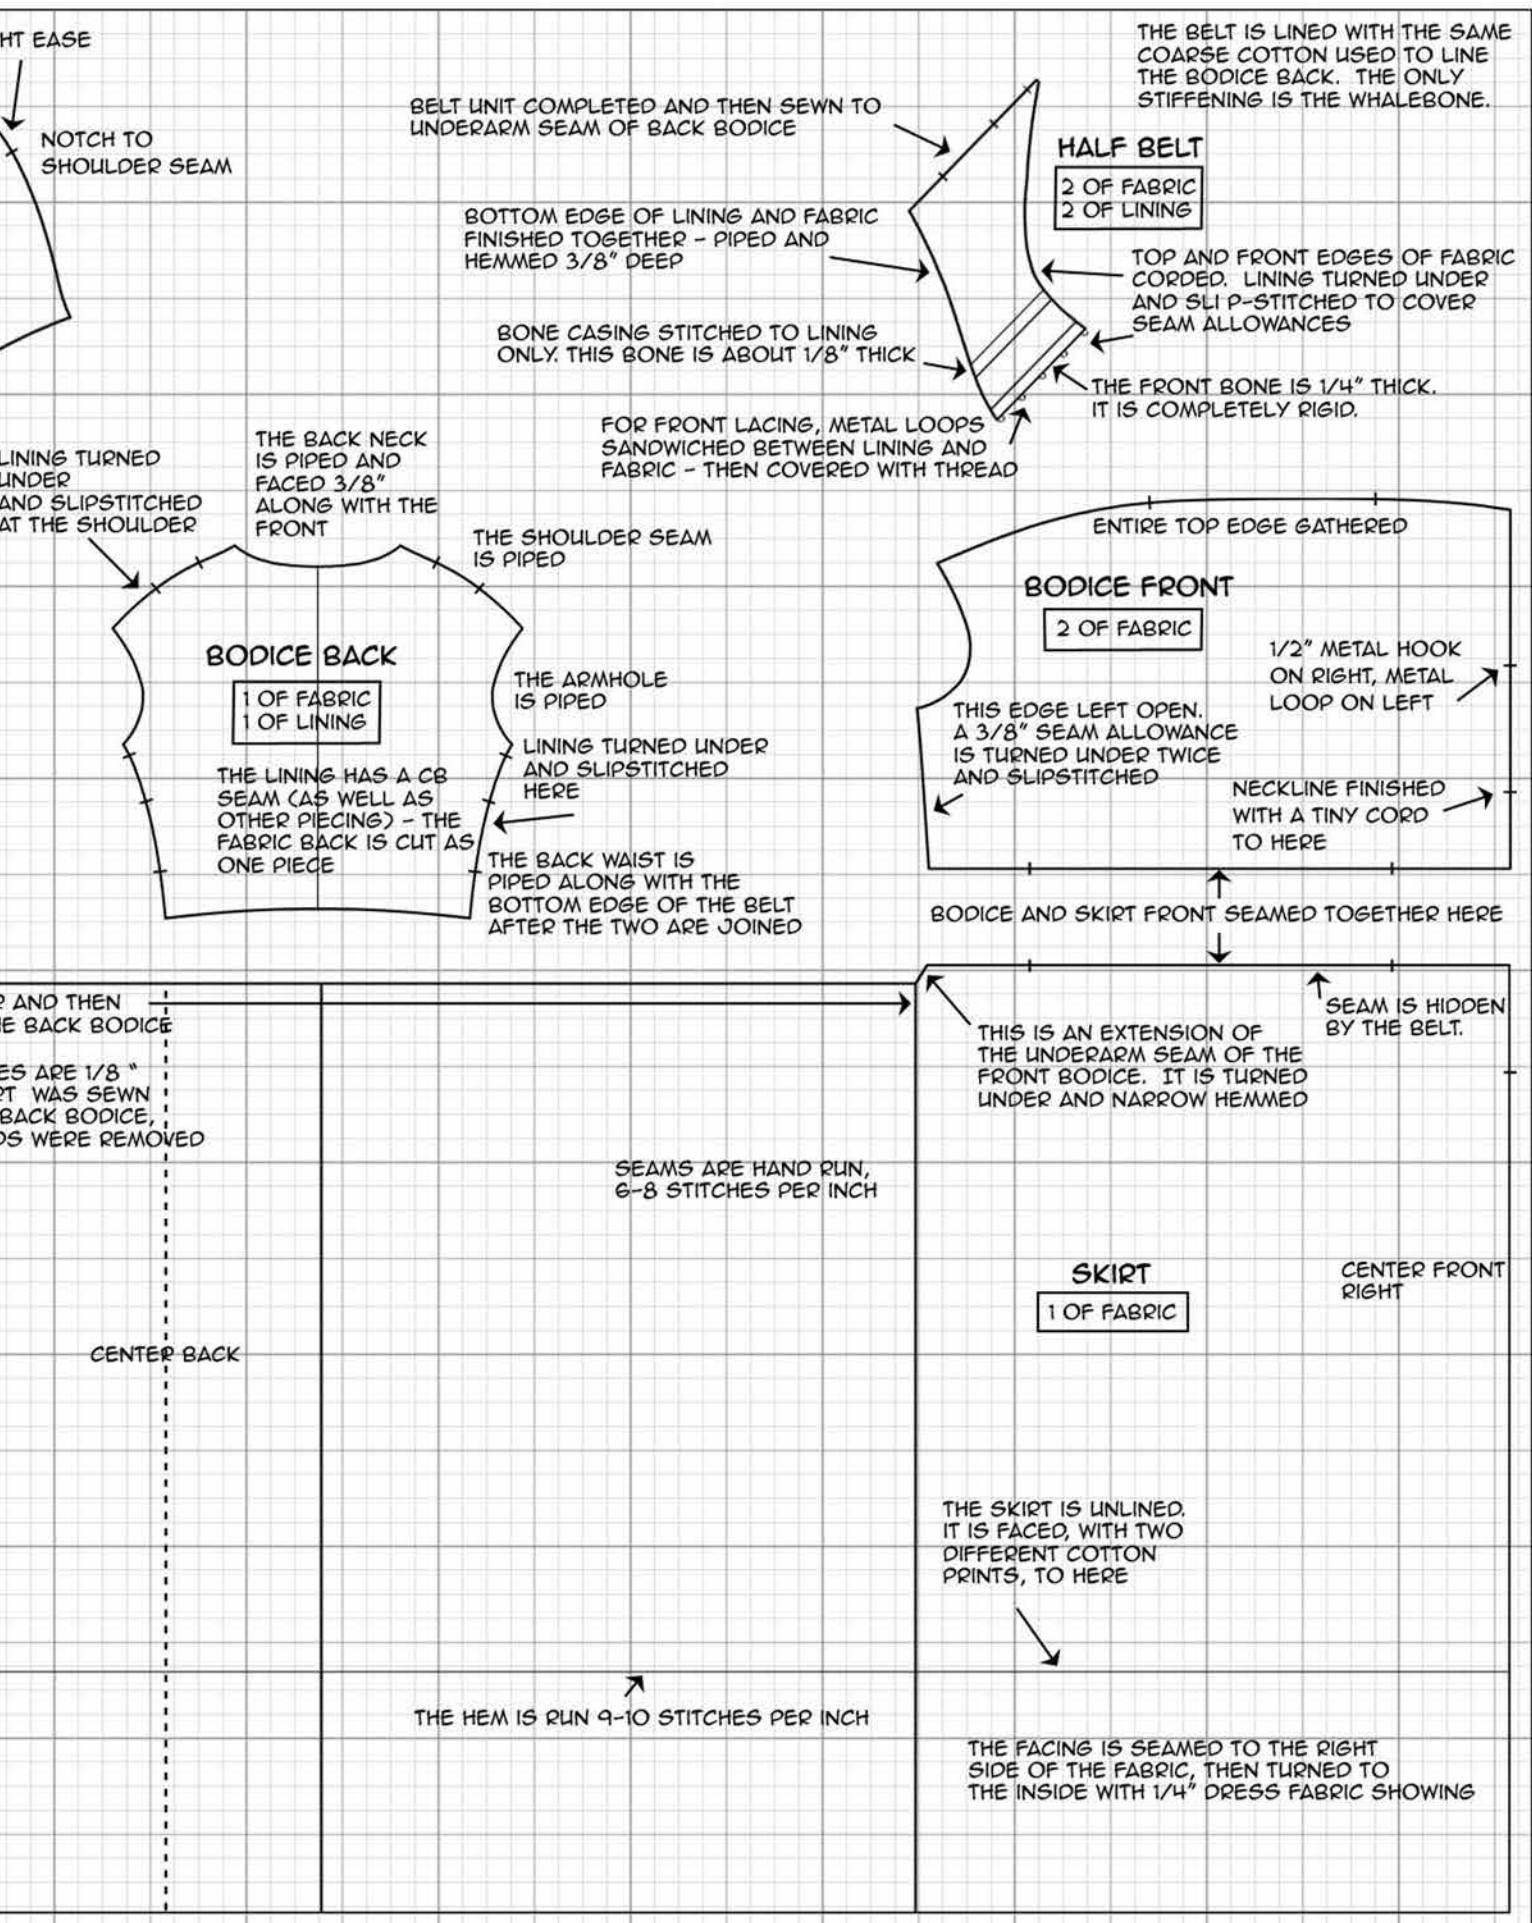 HT EASE
NOTCH TO
SHOULDER SEAM
BELT UNIT COMPLETED AND THEN SEWN TO
UNDERARM SEAM OF BACK BODICE
THE BELT IS LINED WITH THE SAME
COARSE COTTON USED TO LINE
THE BODICE BACK. THE ONLY
STIFFENING IS THE WHALEBONE.
HALF BELT
2 OF FABRIC
2 OF LINING
BOTTOM EDGE OF LINING AND FABRIC
FINISHED TOGETHER - PIPED AND
HEMMED 3/8" DEEP
TOP AND FRONT EDGES OF FABRIC
CORDED. LINING TURNED UNDER
AND SLI P-STITCHED TO COVER
SEAM ALLOWANCES
BONE CASING STITCHED TO LINING
ONLY. THIS BONE IS ABOUT 1/8" THICK
THE FRONT BONE IS 1/4" THICK.
IT IS COMPLETELY RIGID.
FOR FRONT LACING, METAL LOOPS
SANDWICHED BETWEEN LINING AND
FABRIC - THEN COVERED WITH THREAD
LINING TURNED
UNDER
AND SLIPSTITCHED
AT THE SHOULDER
THE BACK NECK
IS PIPED AND
FACED 3/8"
ALONG WITH THE
FRONT
THE SHOULDER SEAM
IS PIPED
BODICE BACK
1 OF FABRIC
1 OF LINING
THE LINING HAS A CB
SEAM (AS WELL AS
OTHER PIECING) - THE
FABRIC BACK IS CUT AS
ONE PIECE
THE ARMHOLE
IS PIPED
LINING TURNED UNDER
AND SLIPSTITCHED
HERE
THE BACK WAIST IS
PIPED ALONG WITH THE
BOTTOM EDGE OF THE BELT
AFTER THE TWO ARE JOINED
ENTIRE TOP EDGE GATHERED
BODICE FRONT
2 OF FABRIC
1/2" METAL HOOK
ON RIGHT, METAL
LOOP ON LEFT
THIS EDGE LEFT OPEN.
A 3/8" SEAM ALLOWANCE
IS TURNED UNDER TWICE
AND SLIPSTITCHED
NECKLINE FINISHED
WITH A TINY CORD
TO HERE
BODICE AND SKIRT FRONT SEAMED TOGETHER HERE
R AND THEN
E BACK BODICE
ES ARE 1/8 "
RT WAS SEWN
BACK BODICE,
DS WERE REMOVED
SEAM IS HIDDEN
BY THE BELT.
THIS IS AN EXTENSION OF
THE UNDERARM SEAM OF THE
FRONT BODICE. IT IS TURNED
UNDER AND NARROW HEMMED
SEAMS ARE HAND RUN,
6-8 STITCHES PER INCH
SKIRT
1 OF FABRIC
CENTER FRONT
RIGHT
CENTER BACK
THE SKIRT IS UNLINED.
IT IS FACED, WITH TWO
DIFFERENT COTTON
PRINTS, TO HERE
THE HEM IS RUN 9-10 STITCHES PER INCH
THE FACING IS SEAMED TO THE RIGHT
SIDE OF THE FABRIC, THEN TURNED TO
THE INSIDE WITH 1/4" DRESS FABRIC SHOWING